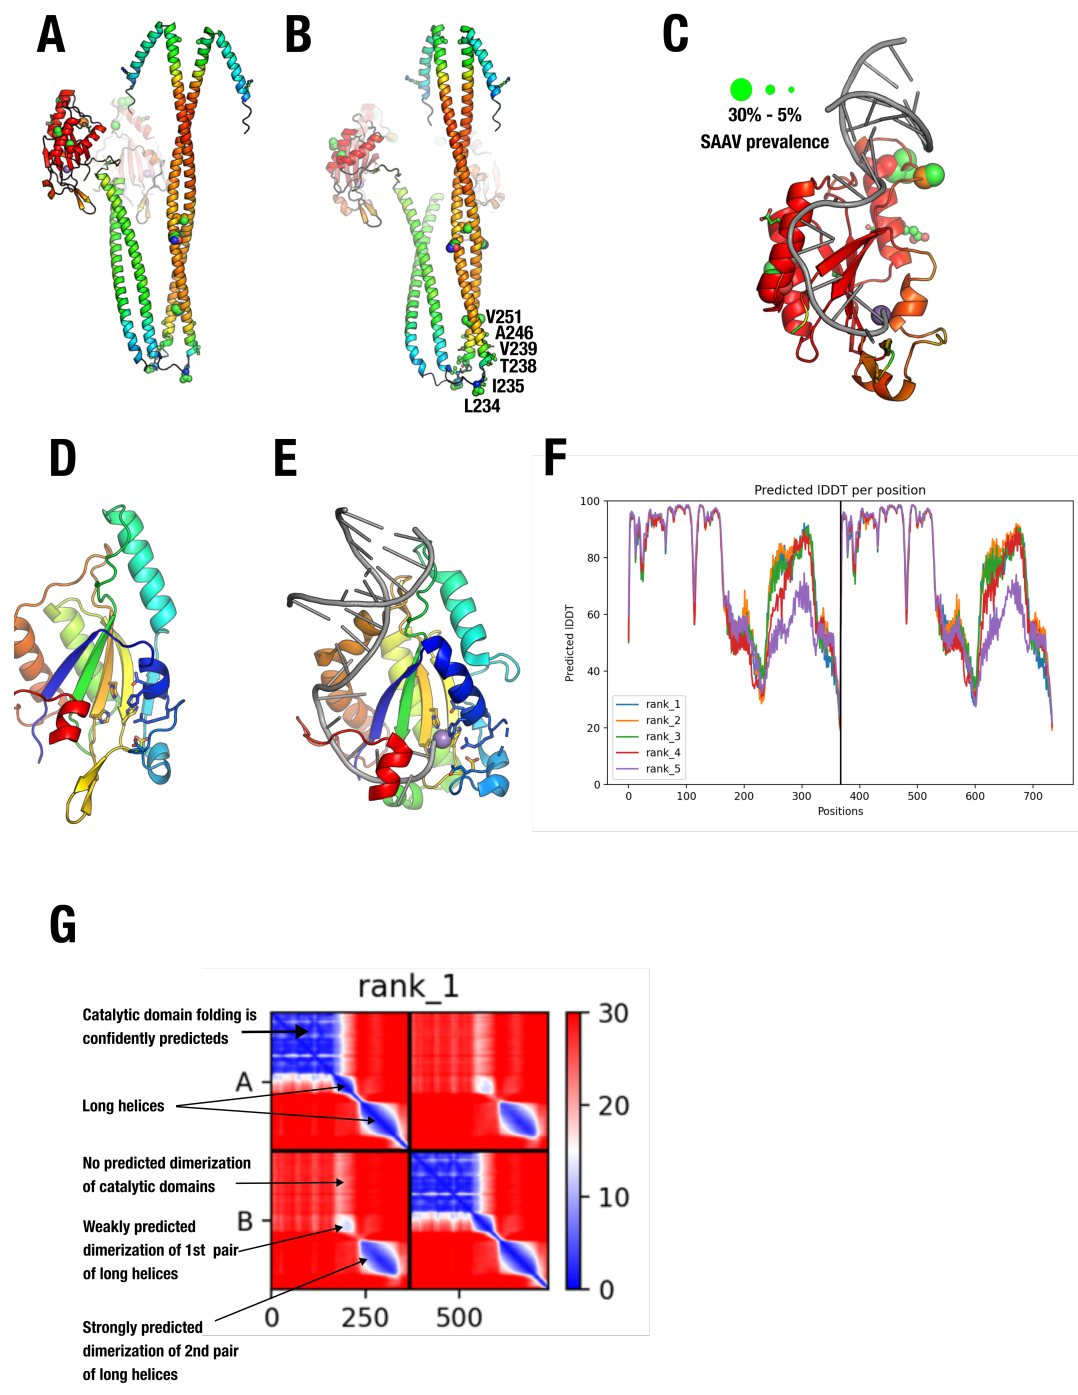 A
B
C
30% - 5%
SAAV prevalence
V251
A246
V239
T238
I235
L234
D
E
F
Predicted lDDT per position
100
80
60
40
20
0
Predicted lDDT
rank_1
rank_2
rank_3
rank_4
rank_5
0 100 200 300 400 500 600 700
Positions
G
rank_1
Catalytic domain folding is
confidently predicteds
A
Long helices
No predicted dimerization
of catalytic domains
B
Weakly predicted
dimerization of 1st pair
of long helices
Strongly predicted
dimerization of 2nd pair
of long helices
0 250 500
30
20
10
0